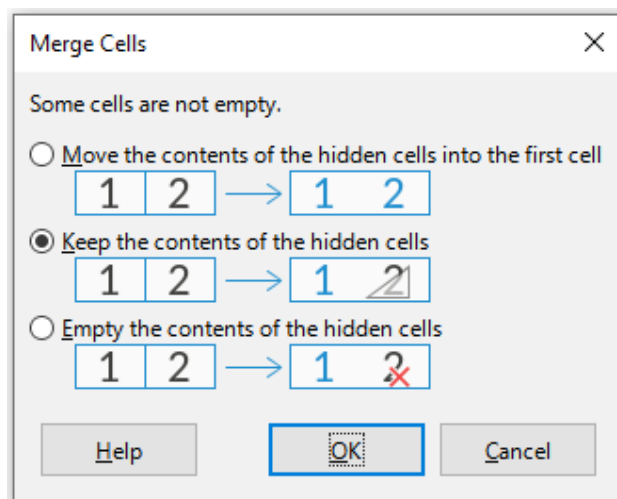 Merge Cells
Some cells are not empty.
Move the contents of the hidden cells into the first cell
1 2 1 2
Keep the contents of the hidden cells
1 2 1 2
Empty the contents of the hidden cells
1 2 1 2
Help OK Cancel